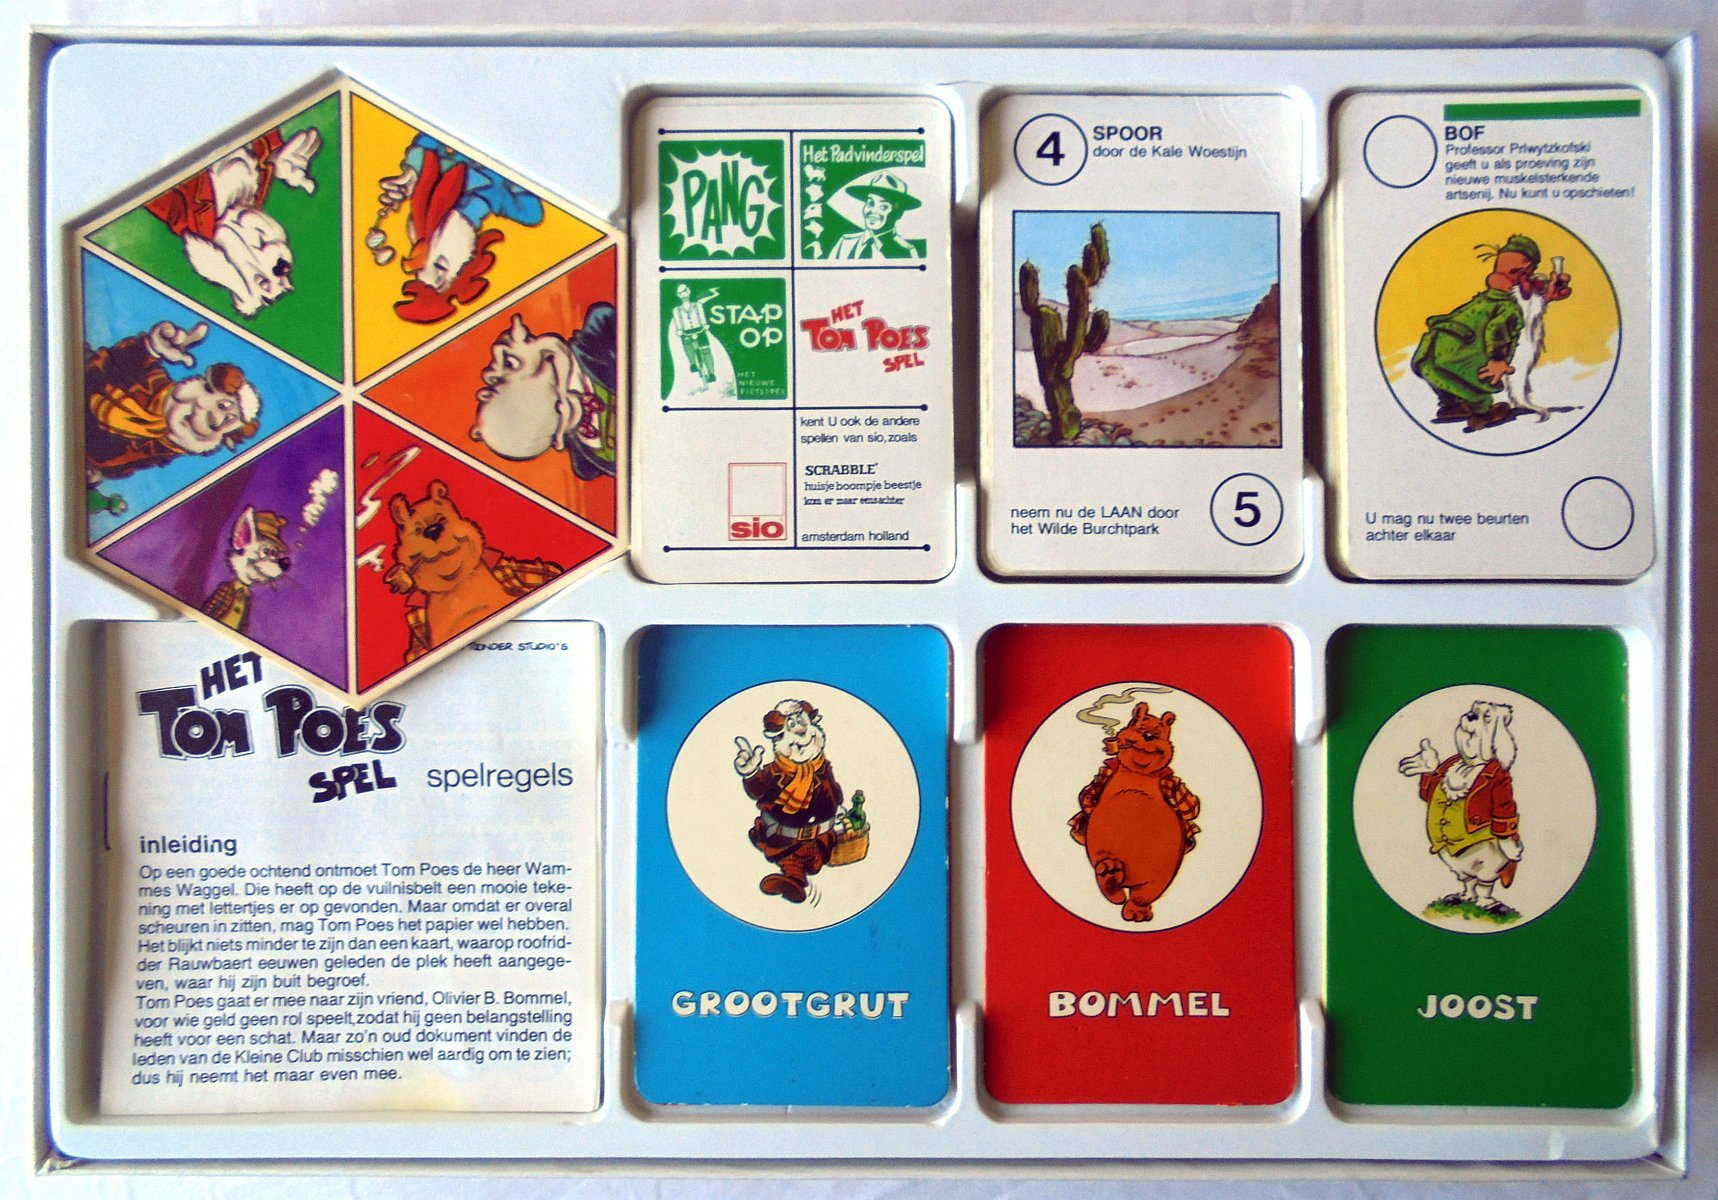 PANG
Het Padvinderspel
STAP
OP
HET
NIEUWE
FIETSSPEL
HET
TOM POES
SPEL
kent U ook de andere
spellen van sio, zoals
SCRABBLE®
huisje boompje beestje
kom er maar eens achter
sio
amsterdam holland
4
SPOOR
door de Kale Woestijn
neem nu de LAAN door
het Wilde Burchtpark
5
BOF
Professor Prlwytzkofski
geeft u als proeving zijn
nieuwe muskelsterkende
artsenij. Nu kunt u opschieten!
U mag nu twee beurten
achter elkaar
TOONDER STUDIO'S
HET
TOM POES
SPEL
spelregels
inleiding
Op een goede ochtend ontmoet Tom Poes de heer Wam-
mes Waggel. Die heeft op de vuilnisbelt een mooie teke-
ning met lettertjes er op gevonden. Maar omdat er overal
scheuren in zitten, mag Tom Poes het papier wel hebben.
Het blijkt niets minder te zijn dan een kaart, waarop roofrid-
der Rauwbaert eeuwen geleden de plek heeft aangege-
ven, waar hij zijn buit begroef.
Tom Poes gaat er mee naar zijn vriend, Olivier B. Bommel,
voor wie geld geen rol speelt, zodat hij geen belangstelling
heeft voor een schat. Maar zo'n oud dokument vinden de
leden van de Kleine Club misschien wel aardig om te zien;
dus hij neemt het maar even mee.
GROOTGRUT
BOMMEL
JOOST